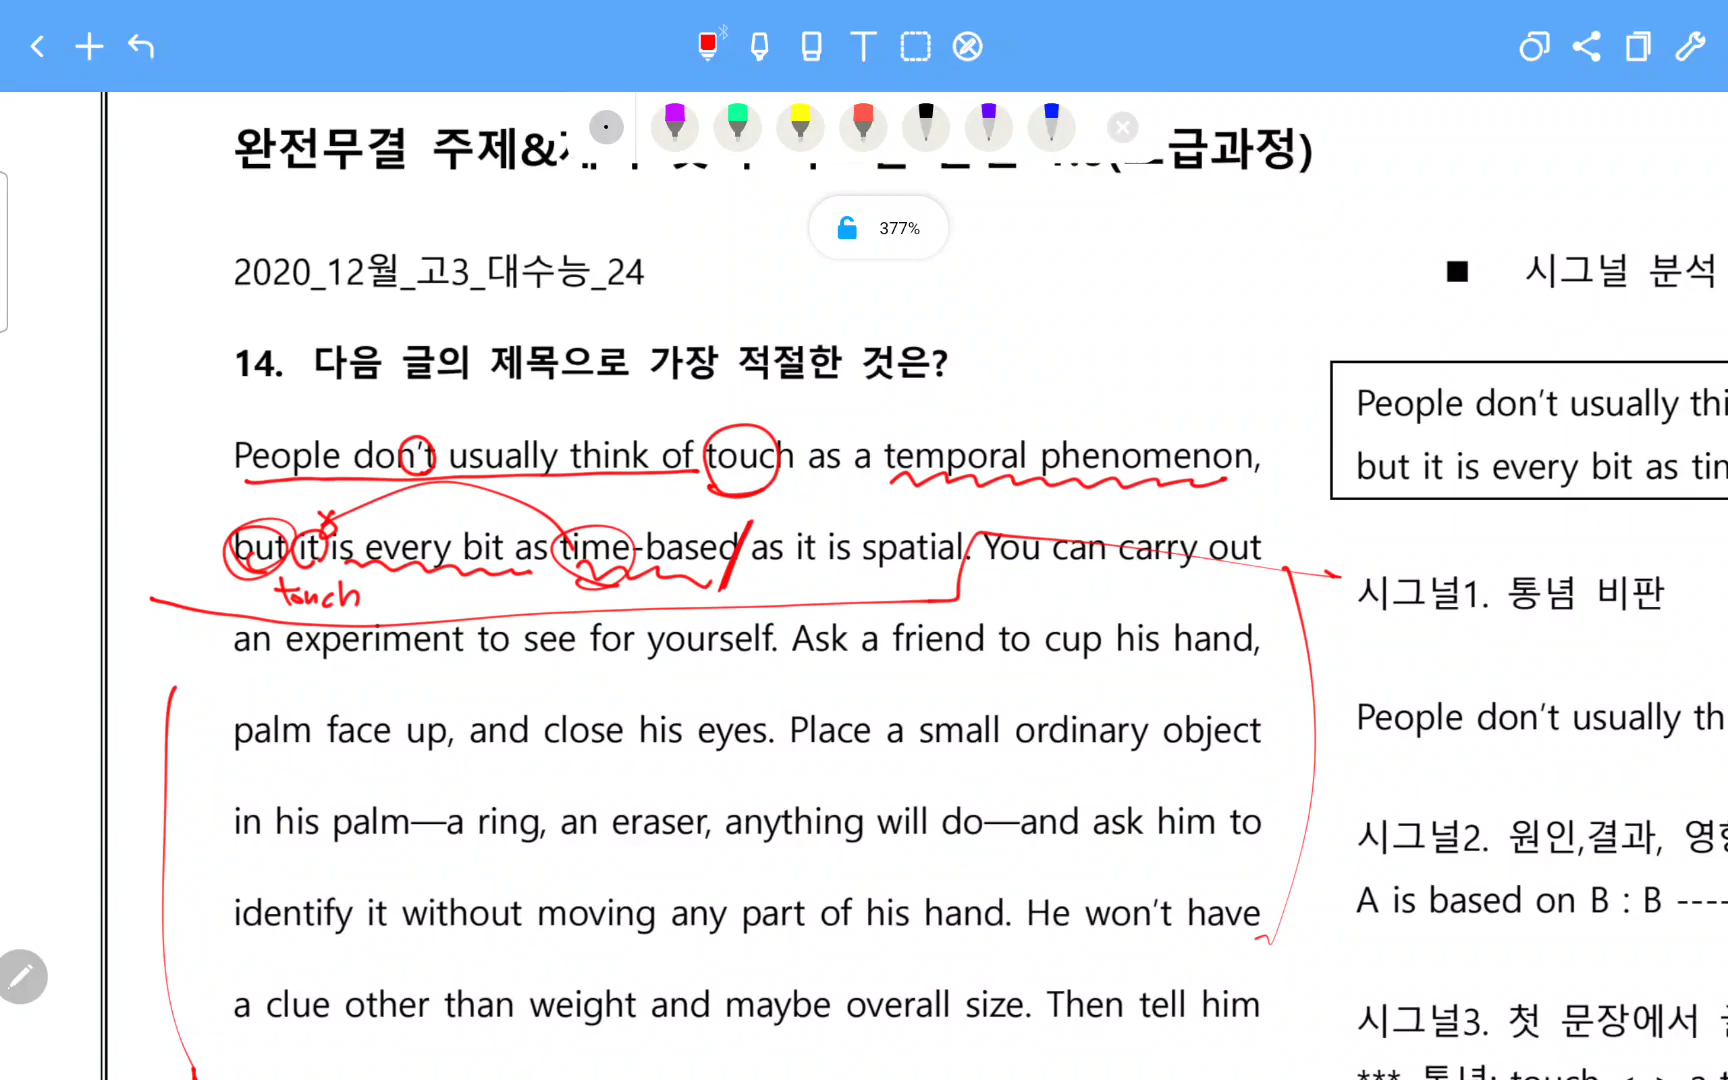 377%
완전무결 주제&
급과정)
2020_12월_고3_대수능_24
14. 다음 글의 제목으로 가장 적절한 것은?
People don't usually think of touch as a temporal phenomenon,
but it is every bit as time-based as it is spatial. You can carry out
touch
an experiment to see for yourself. Ask a friend to cup his hand,
palm face up, and close his eyes. Place a small ordinary object
in his palm—a ring, an eraser, anything will do—and ask him to
identify it without moving any part of his hand. He won't have
a clue other than weight and maybe overall size. Then tell him
■ 시그널 분석
People don't usually thi
but it is every bit as tin
시그널1. 통념 비판
People don't usually th
시그널2. 원인,결과,
A is based on B : B ----
시그널3. 첫 문장에서